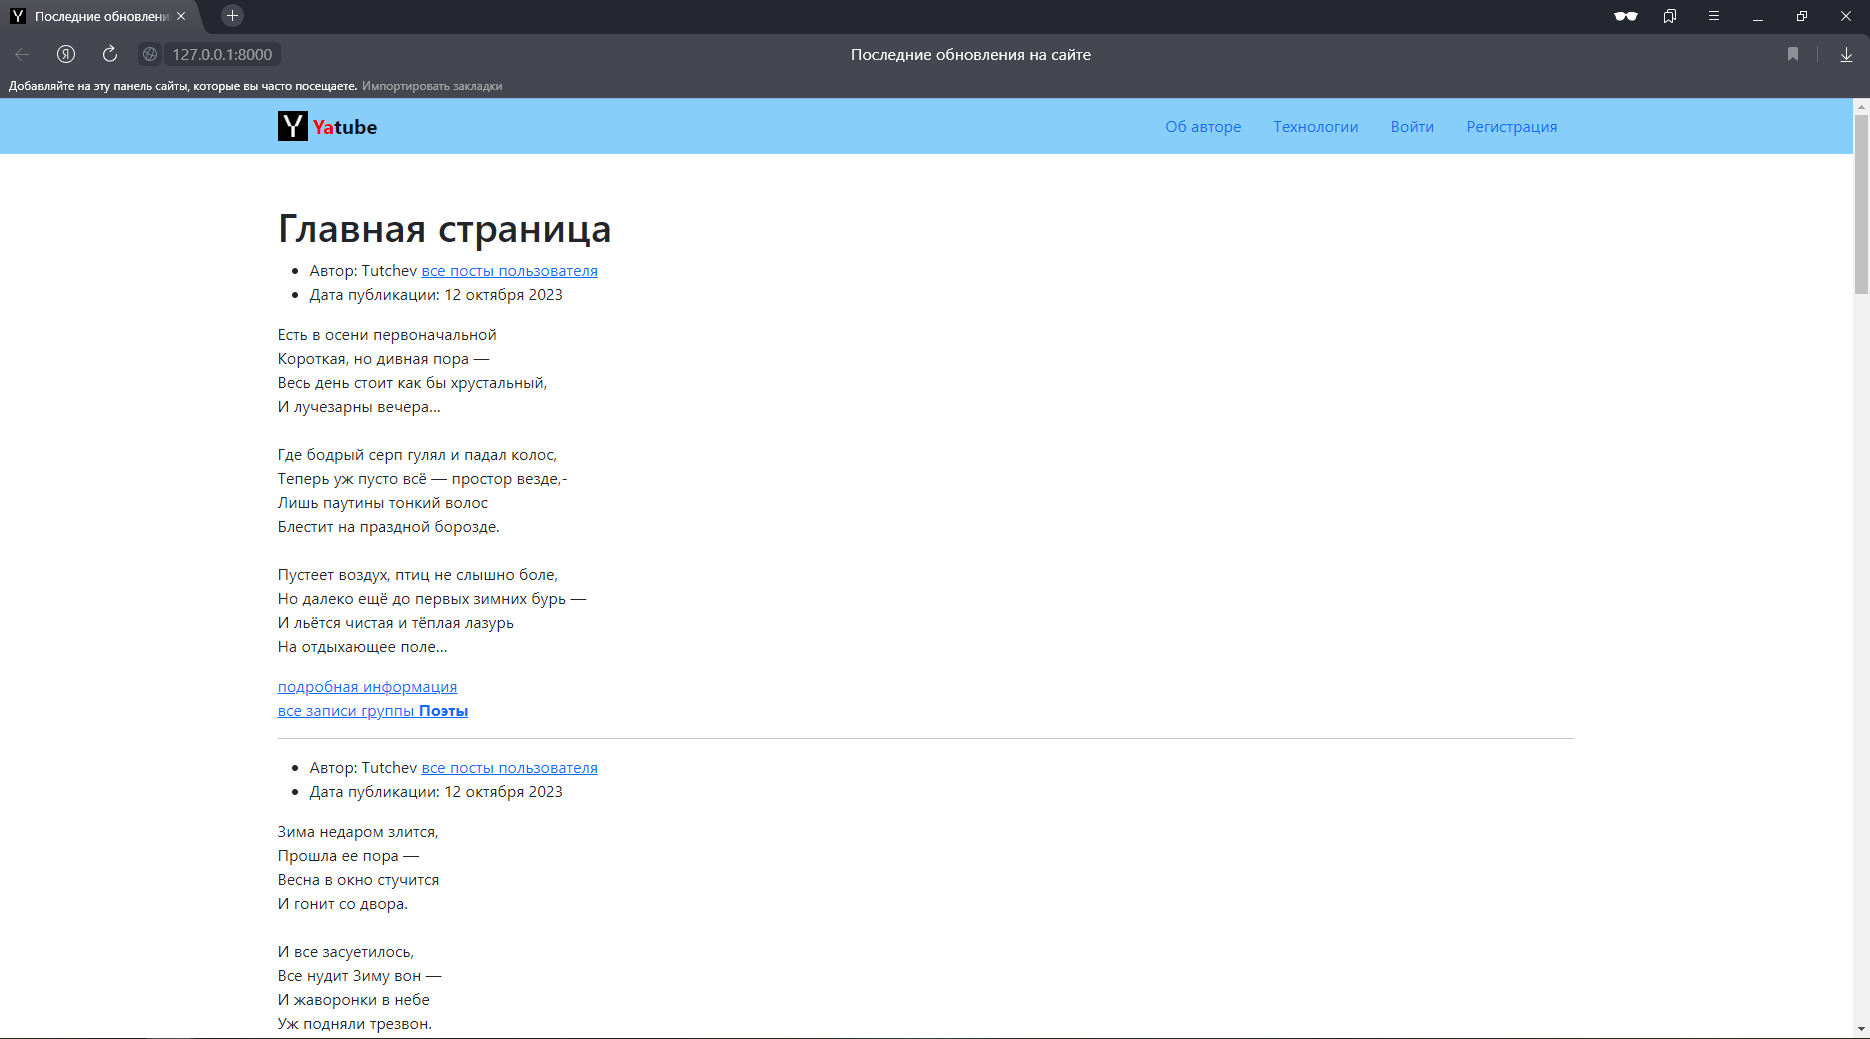 Последние обновлени
127.0.0.1:8000
Последние обновления на сайте
Добавляйте на эту панель сайты, которые вы часто посещаете. Импортировать закладки
Y Yatube
Об авторе Технологии Войти Регистрация
Главная страница
Автор: Tutchev все посты пользователя
Дата публикации: 12 октября 2023
Есть в осени первоначальной
Короткая, но дивная пора —
Весь день стоит как бы хрустальный,
И лучезарны вечера...
Где бодрый серп гулял и падал колос,
Теперь уж пусто всё — простор везде,-
Лишь паутины тонкий волос
Блестит на праздной борозде.
Пустеет воздух, птиц не слышно боле,
Но далеко ещё до первых зимних бурь —
И льётся чистая и тёплая лазурь
На отдыхающее поле...
подробная информация
все записи группы Поэты
Автор: Tutchev все посты пользователя
Дата публикации: 12 октября 2023
Зима недаром злится,
Прошла ее пора —
Весна в окно стучится
И гонит со двора.
И все засуетилось,
Все нудит Зиму вон —
И жаворонки в небе
Уж подняли трезвон.